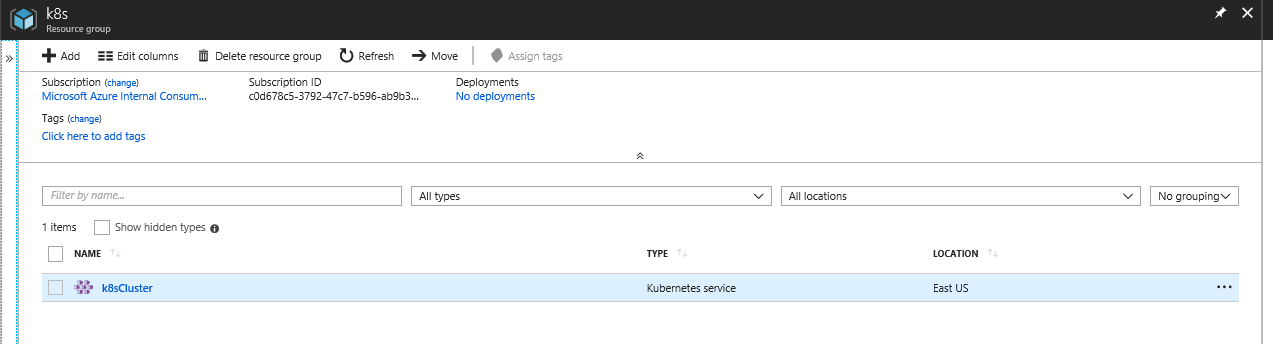 k8s
Resource group
Add Edit columns Delete resource group Refresh Move Assign tags
Subscription (change) Subscription ID Deployments
Microsoft Azure Internal Consum... c0d678c5-3792-47c7-b596-ab9b3... No deployments
Tags (change)
Click here to add tags
Filter by name... All types All locations No grouping
1 items Show hidden types
NAME TYPE LOCATION
k8sCluster Kubernetes service East US